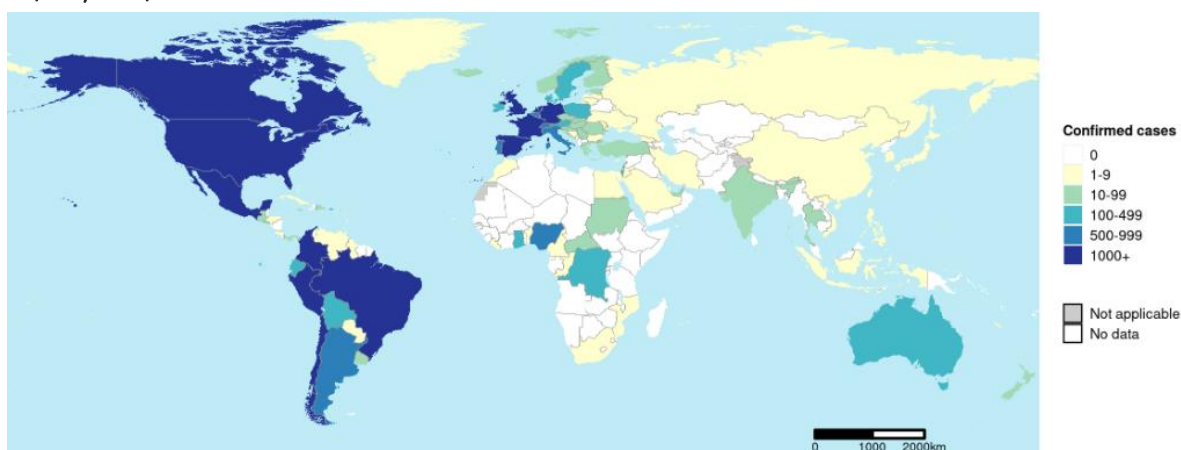 Confirmed cases
0
1-9
10-99
100-499
500-999
1000+
Not applicable
No data
0 1000 2000km